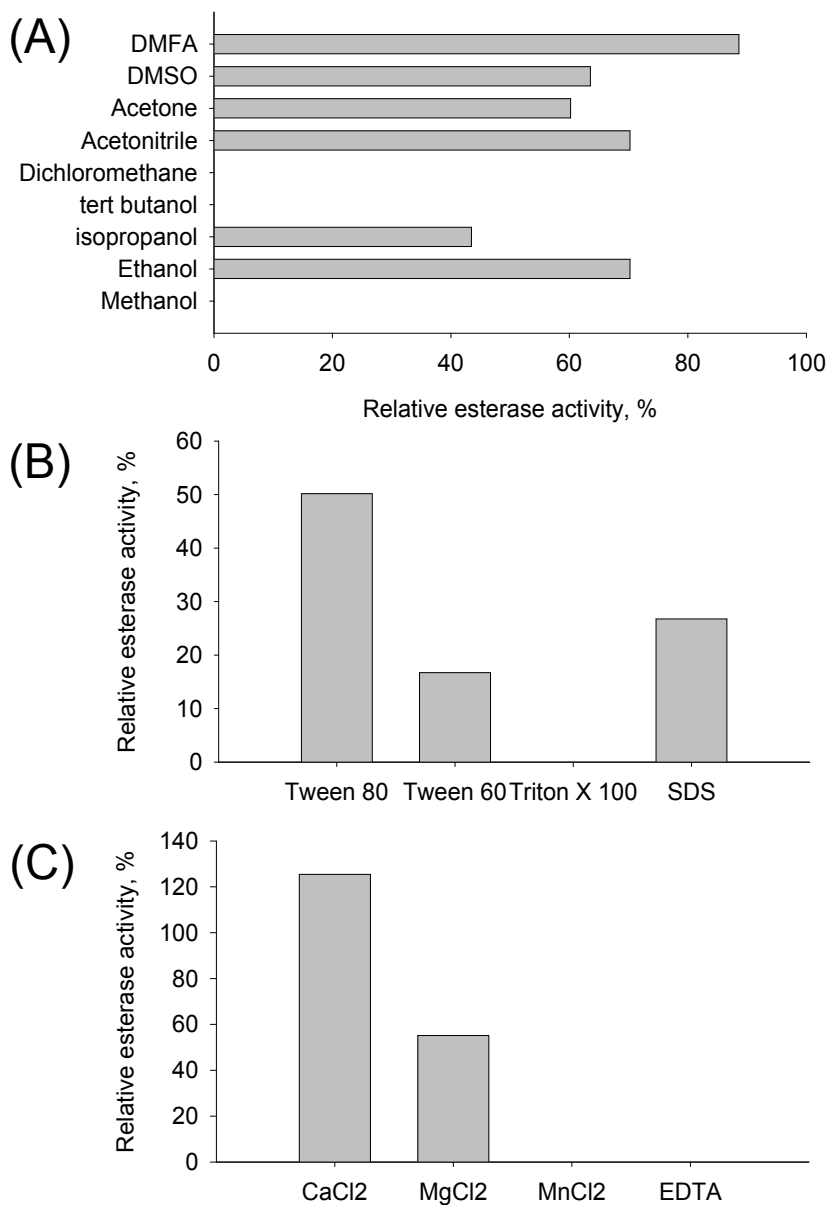 (A)
DMFA
DMSO
Acetone
Acetonitrile
Dichloromethane
tert butanol
isopropanol
Ethanol
Methanol
0 20 40 60 80 100
Relative esterase activity, %
(B)
Relative esterase activity, %
60
50
40
30
20
10
0
Tween 80 Tween 60 Triton X 100 SDS
(C)
Relative esterase activity, %
140
120
100
80
60
40
20
0
CaCl2 MgCl2 MnCl2 EDTA